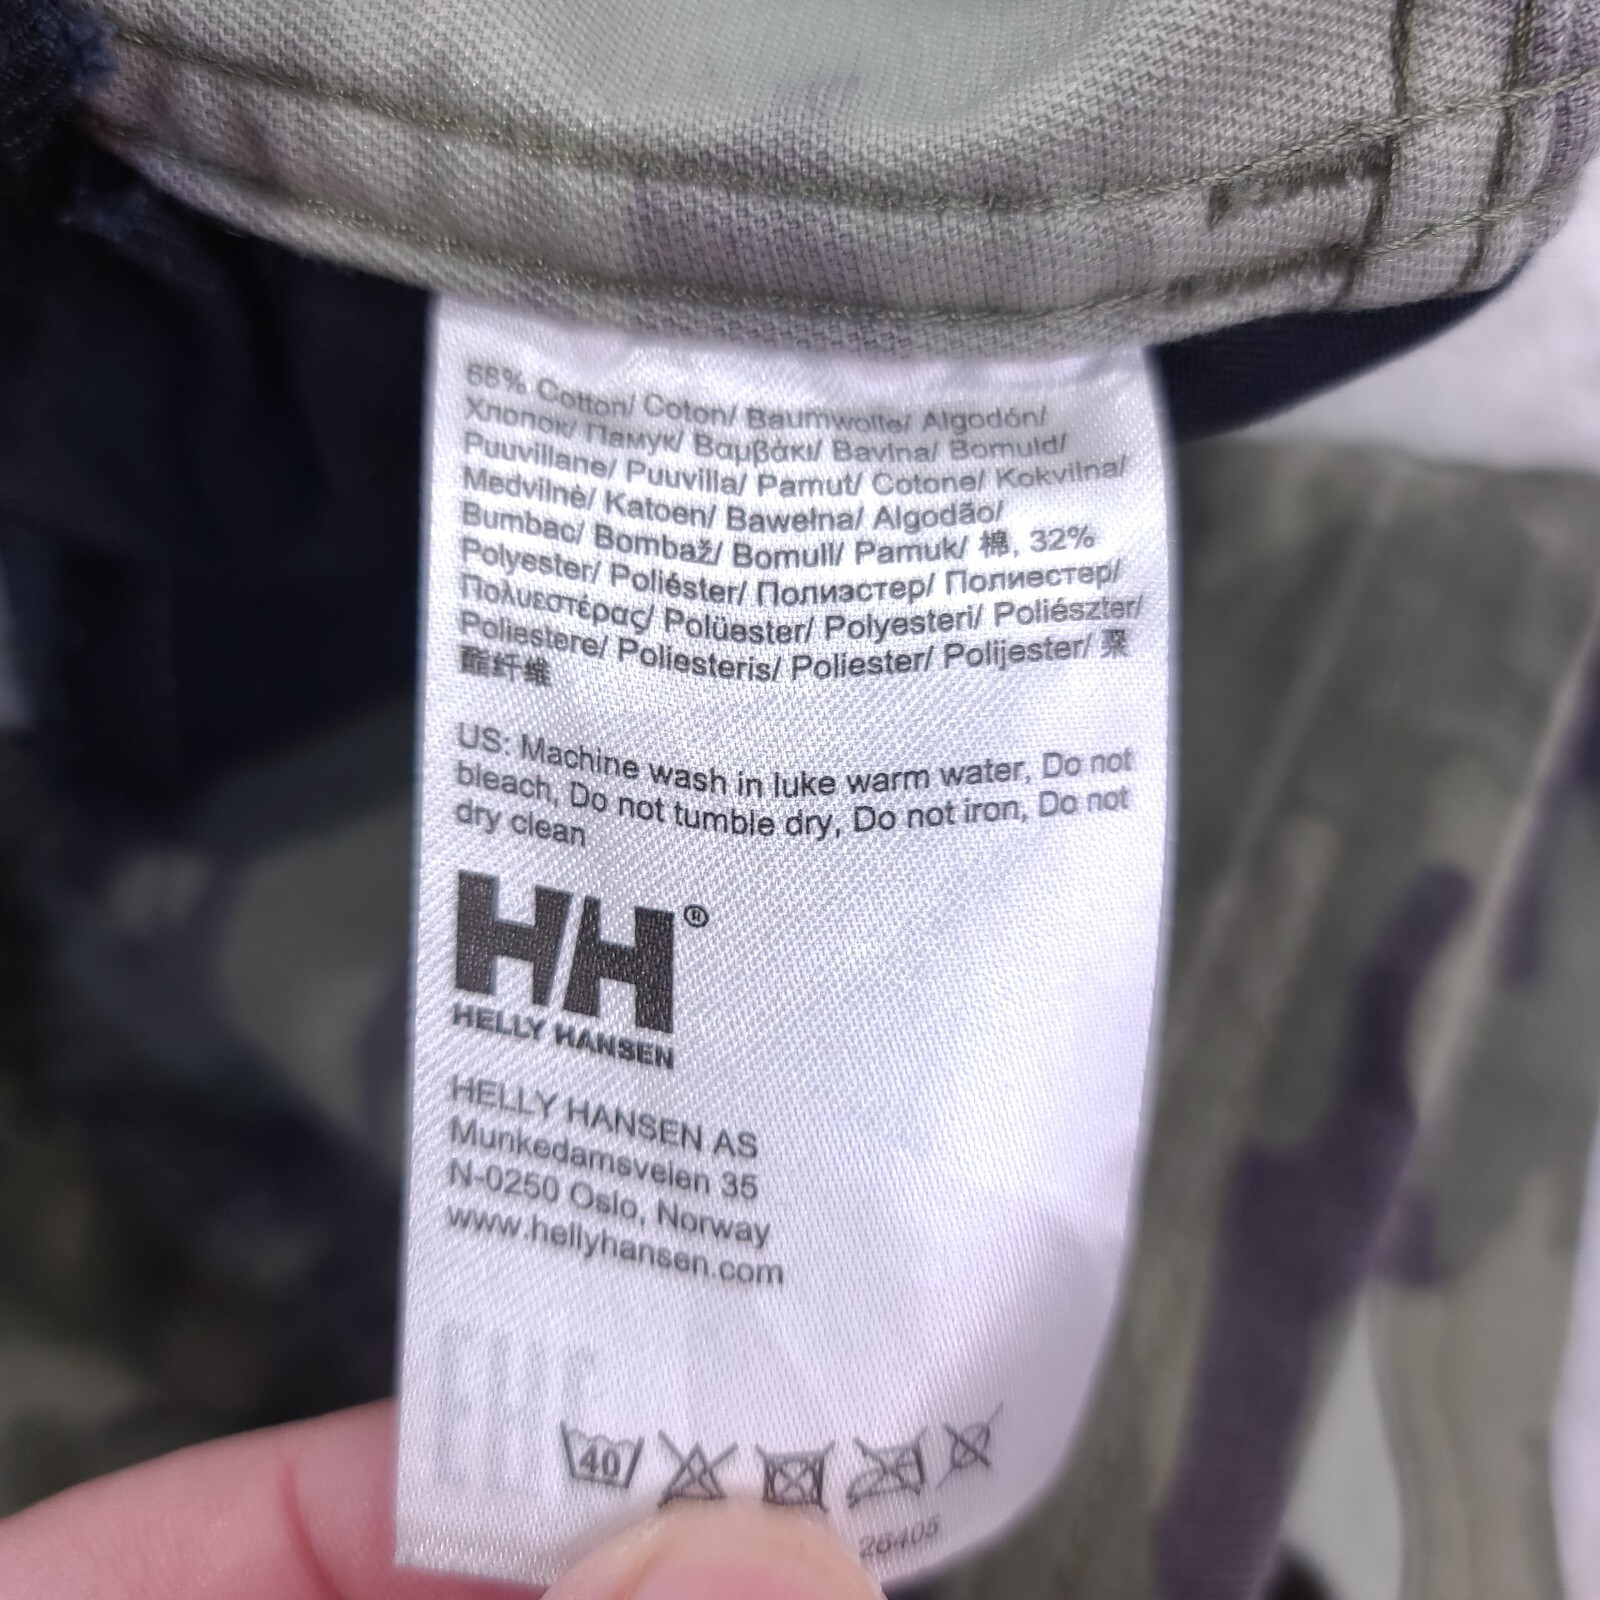 68% Cotton/ Coton/ Baumwolle/ Algodón/
Хлопок/ Памук/ Βαμβάκι/ Bavlna/ Bomuld/
Puuvillane/ Puuvilla/ Pamut/ Cotone/ Kokvilna/
Medvilnė/ Katoen/ Bawełna/ Algodão/
Bumbac/ Bombaž/ Bomull/ Pamuk/ 棉, 32%
Polyester/ Poliéster/ Полиэстер/ Полиестер/
Πολυεστέρας/ Polüester/ Polyesteri/ Poliészter/
Poliestere/ Poliesteris/ Poliester/ Polijester/ 聚
酯纤维
US: Machine wash in luke warm water, Do not
bleach, Do not tumble dry, Do not iron, Do not
dry clean
HH®
HELLY HANSEN
HELLY HANSEN AS
Munkedamsveien 35
N-0250 Oslo, Norway
www.hellyhansen.com
40
26405